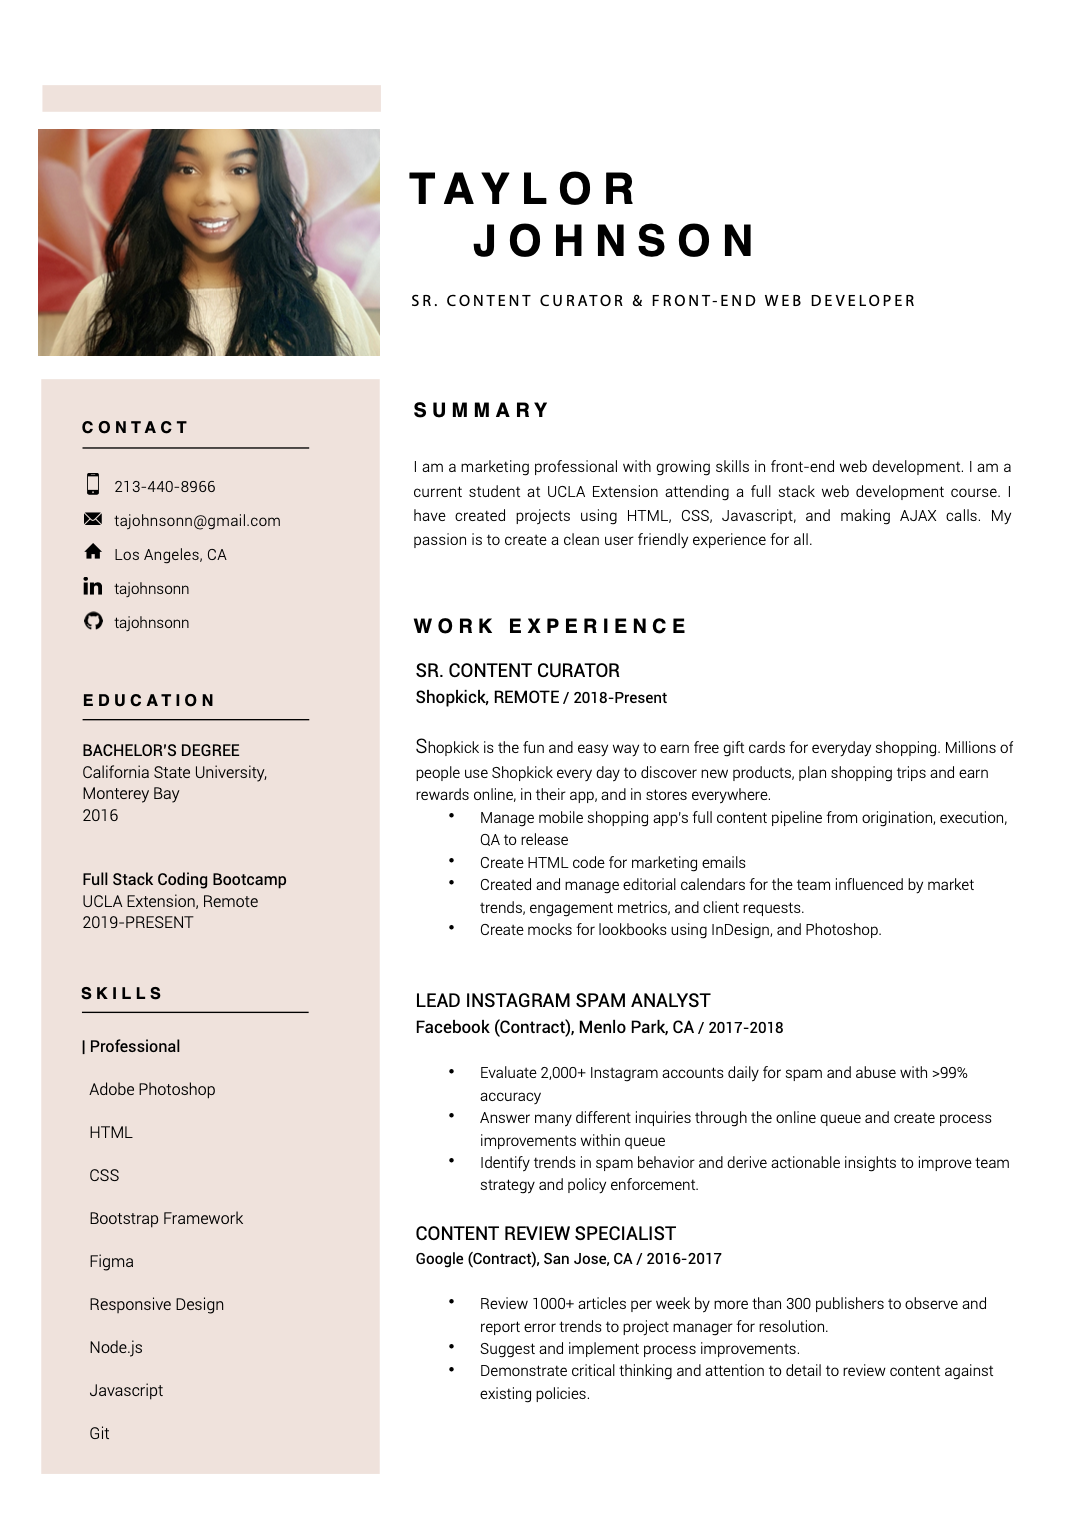 TAYLOR
JOHNSON
SR. CONTENT CURATOR & FRONT-END WEB DEVELOPER
CONTACT
213-440-8966
tajohnsonn@gmail.com
Los Angeles, CA
in tajohnsonn
tajohnsonn
EDUCATION
BACHELOR'S DEGREE
California State University,
Monterey Bay
2016
Full Stack Coding Bootcamp
UCLA Extension, Remote
2019-PRESENT
SKILLS
| Professional
Adobe Photoshop
HTML
CSS
Bootstrap Framework
Figma
Responsive Design
Node.js
Javascript
Git
SUMMARY
I am a marketing professional with growing skills in front-end web development. I am a
current student at UCLA Extension attending a full stack web development course. I
have created projects using HTML, CSS, Javascript, and making AJAX calls. My
passion is to create a clean user friendly experience for all.
WORK EXPERIENCE
SR. CONTENT CURATOR
Shopkick, REMOTE / 2018-Present
Shopkick is the fun and easy way to earn free gift cards for everyday shopping. Millions of
people use Shopkick every day to discover new products, plan shopping trips and earn
rewards online, in their app, and in stores everywhere.
• Manage mobile shopping app's full content pipeline from origination, execution,
QA to release
• Create HTML code for marketing emails
• Created and manage editorial calendars for the team influenced by market
trends, engagement metrics, and client requests.
• Create mocks for lookbooks using InDesign, and Photoshop.
LEAD INSTAGRAM SPAM ANALYST
Facebook (Contract), Menlo Park, CA / 2017-2018
• Evaluate 2,000+ Instagram accounts daily for spam and abuse with >99%
accuracy
• Answer many different inquiries through the online queue and create process
improvements within queue
• Identify trends in spam behavior and derive actionable insights to improve team
strategy and policy enforcement.
CONTENT REVIEW SPECIALIST
Google (Contract), San Jose, CA / 2016-2017
• Review 1000+ articles per week by more than 300 publishers to observe and
report error trends to project manager for resolution.
• Suggest and implement process improvements.
• Demonstrate critical thinking and attention to detail to review content against
existing policies.